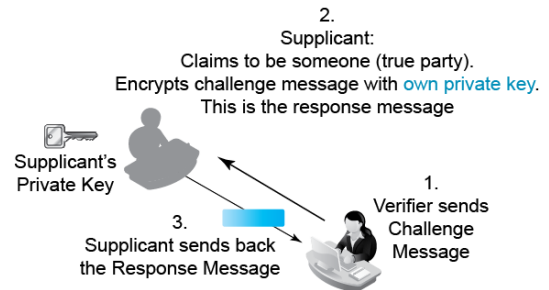 2.
Supplicant:
Claims to be someone (true party).
Encrypts challenge message with own private key.
This is the response message
Supplicant's
Private Key
1.
Verifier sends
Challenge
Message
3.
Supplicant sends back
the Response Message